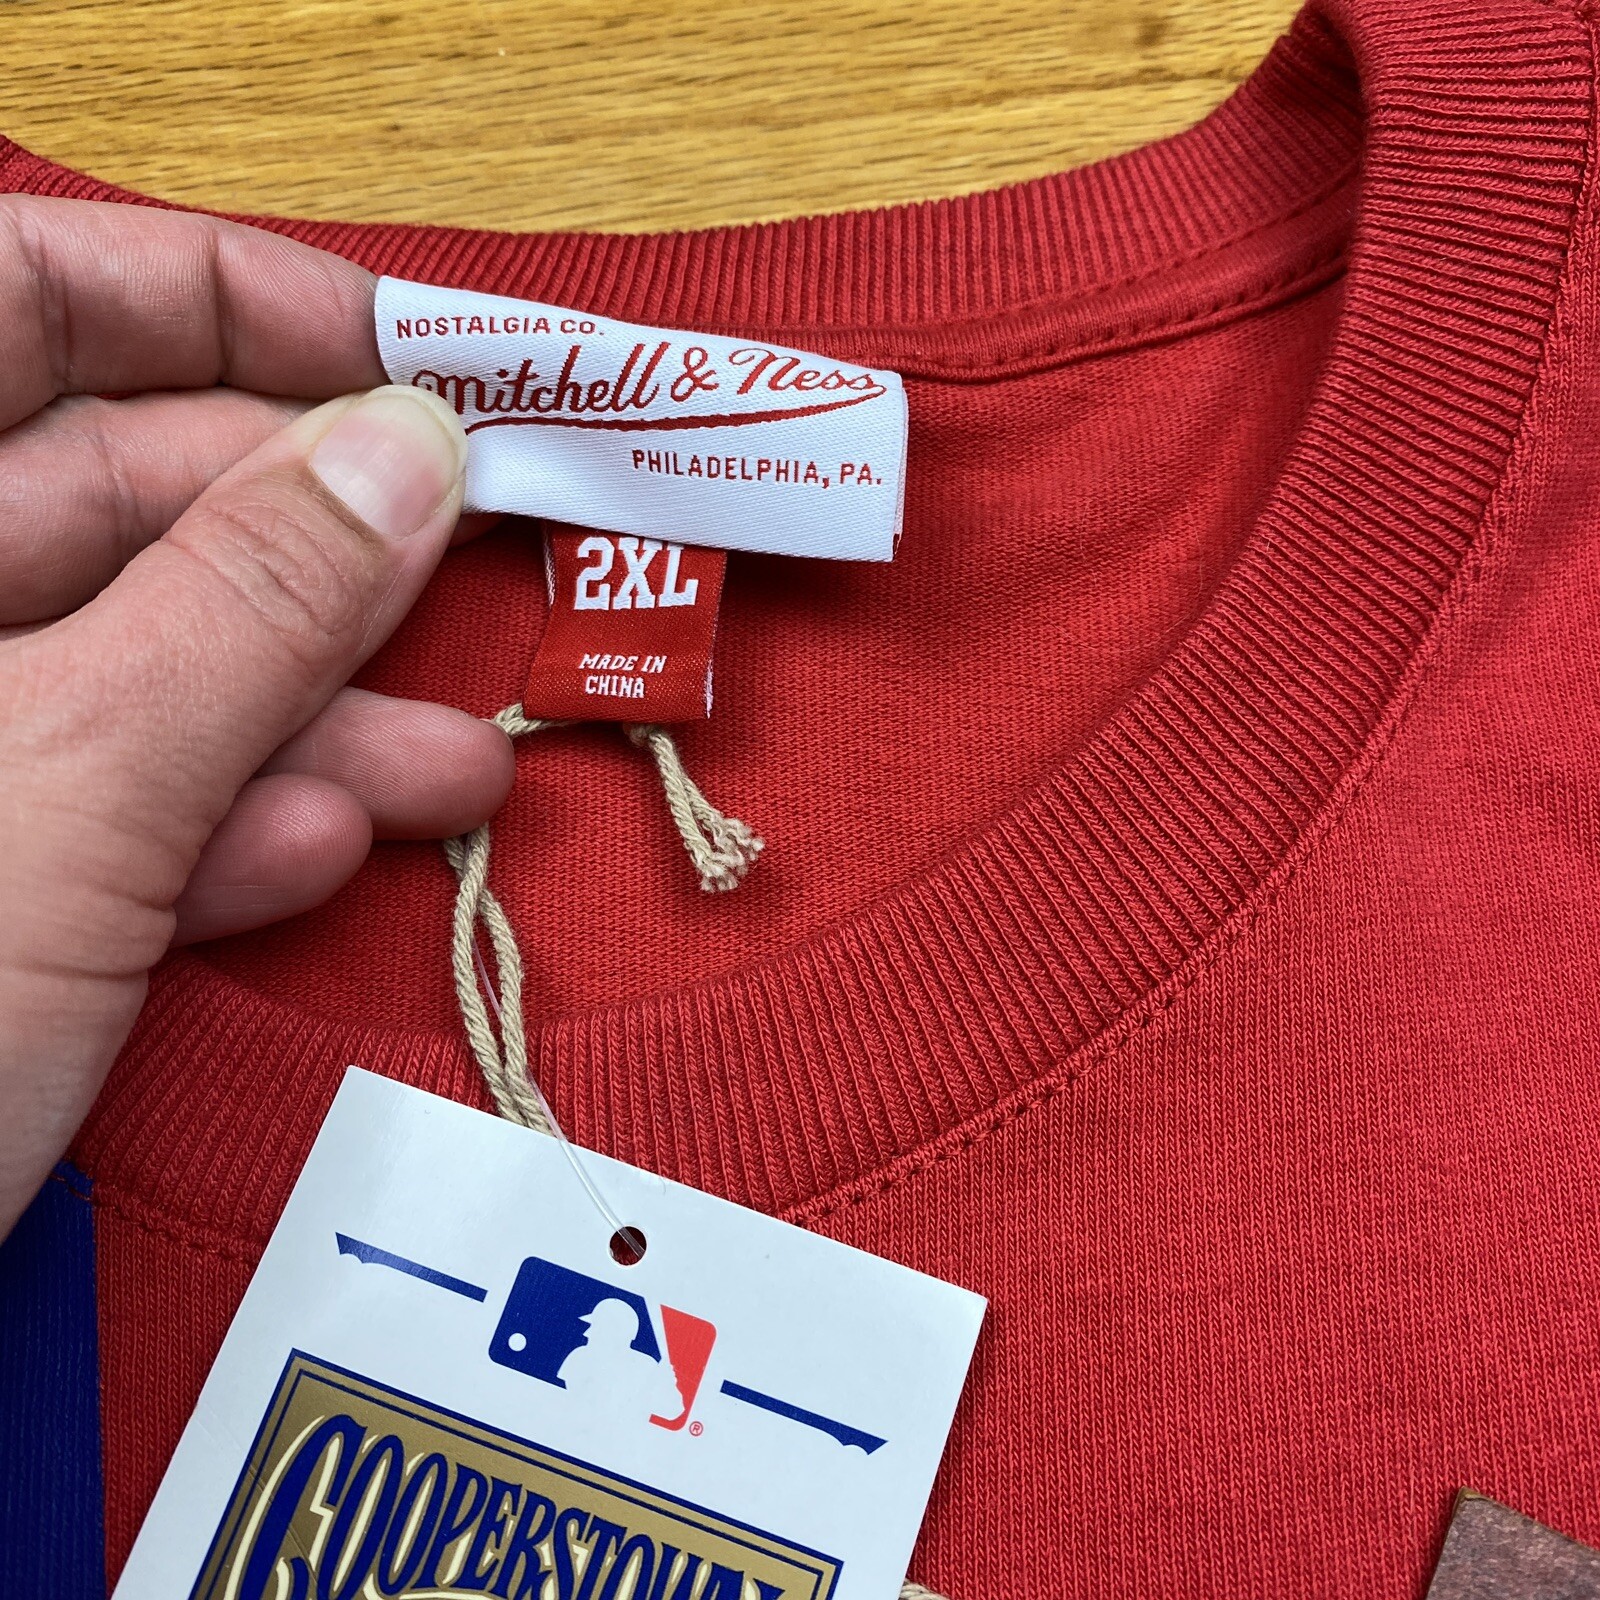 NOSTALGIA CO.
Mitchell & Ness
PHILADELPHIA, PA.
2XL
MADE IN
CHINA
®
COOPERSTOWN